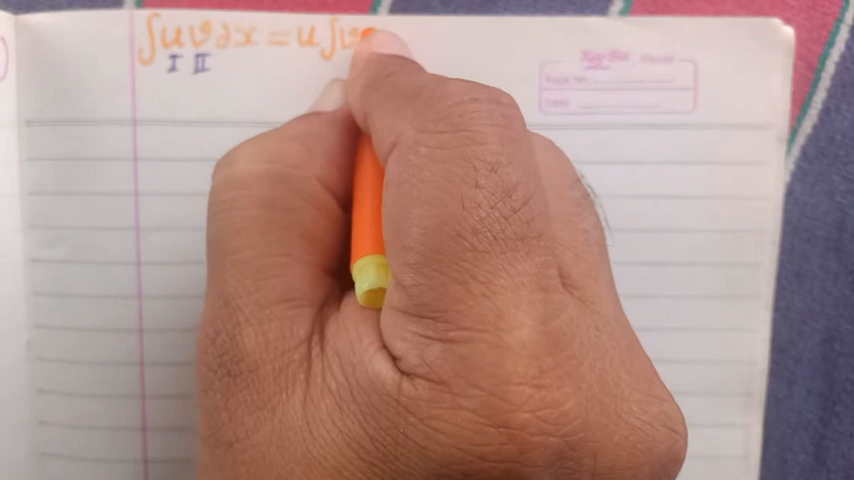 ∫uv∂x = u∫v
I II
Page No.
Date